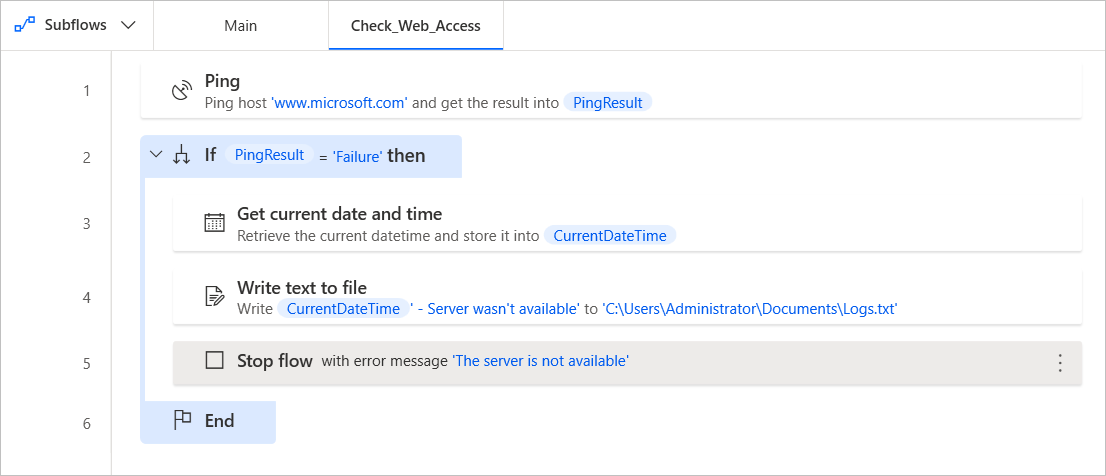 Subflows
Main
Check_Web_Access
1
Ping
Ping host 'www.microsoft.com' and get the result into PingResult
2
If PingResult = 'Failure' then
3
Get current date and time
Retrieve the current datetime and store it into CurrentDateTime
4
Write text to file
Write CurrentDateTime ' - Server wasn't available' to 'C:\Users\Administrator\Documents\Logs.txt'
5
Stop flow with error message 'The server is not available'
6
End